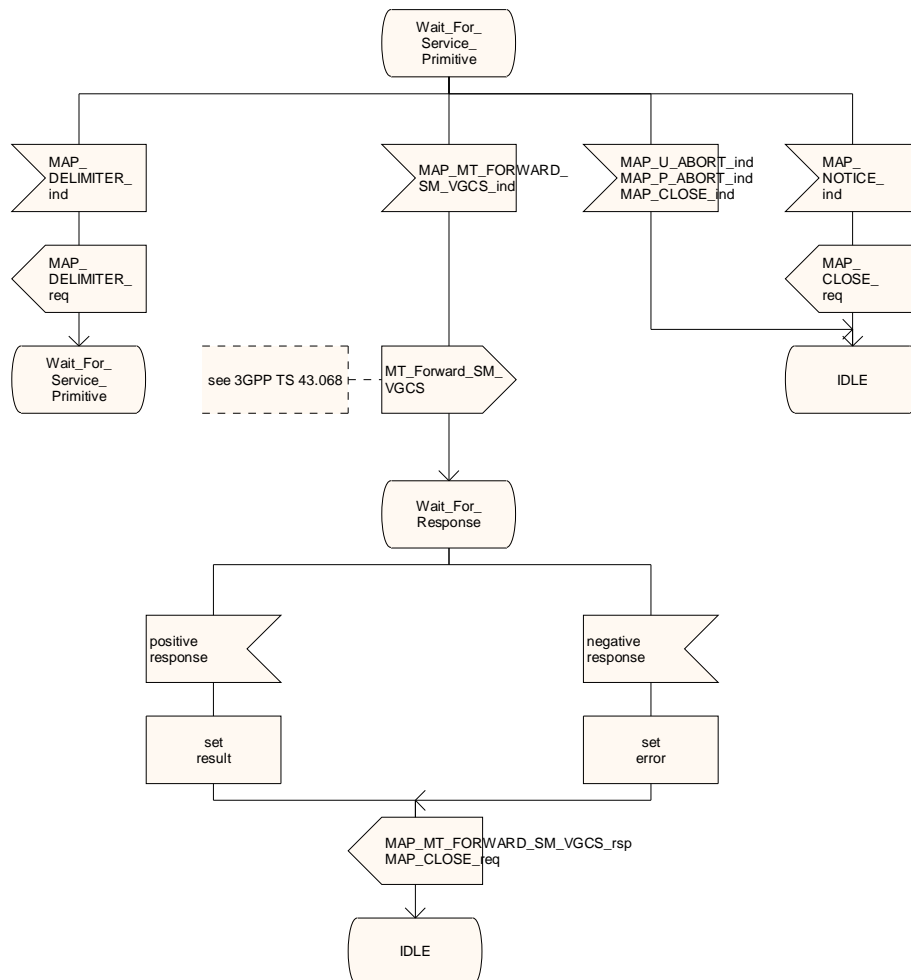 Wait_For_
Service_
Primitive
MAP_
DELIMITER_
ind
MAP_MT_FORWARD_
SM_VGCS_ind
MAP_U_ABORT_ind
MAP_P_ABORT_ind
MAP_CLOSE_ind
MAP_
NOTICE_
ind
MAP_
DELIMITER_
req
MAP_
CLOSE_
req
Wait_For_
Service_
Primitive
see 3GPP TS 43.068
MT_Forward_SM_
VGCS
IDLE
Wait_For_
Response
positive
response
negative
response
set
result
set
error
MAP_MT_FORWARD_SM_VGCS_rsp
MAP_CLOSE_req
IDLE